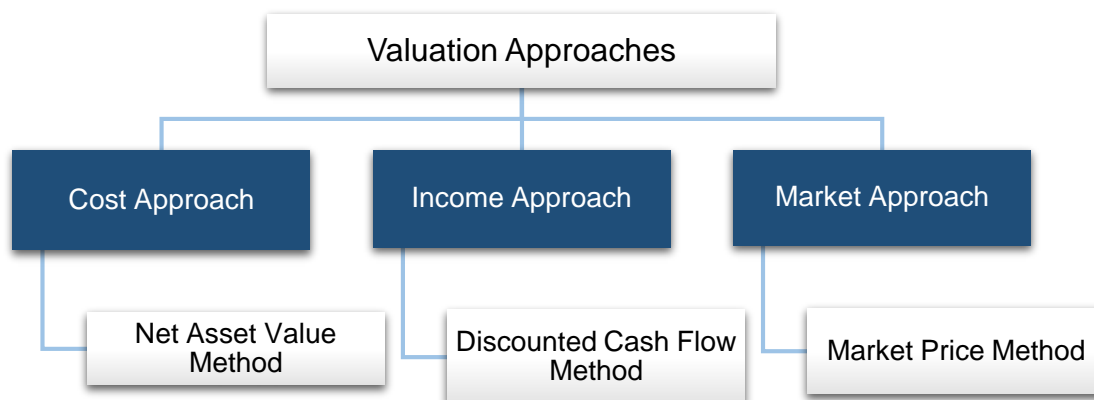 Valuation Approaches
Cost Approach
Income Approach
Market Approach
Net Asset Value
Method
Discounted Cash Flow
Method
Market Price Method